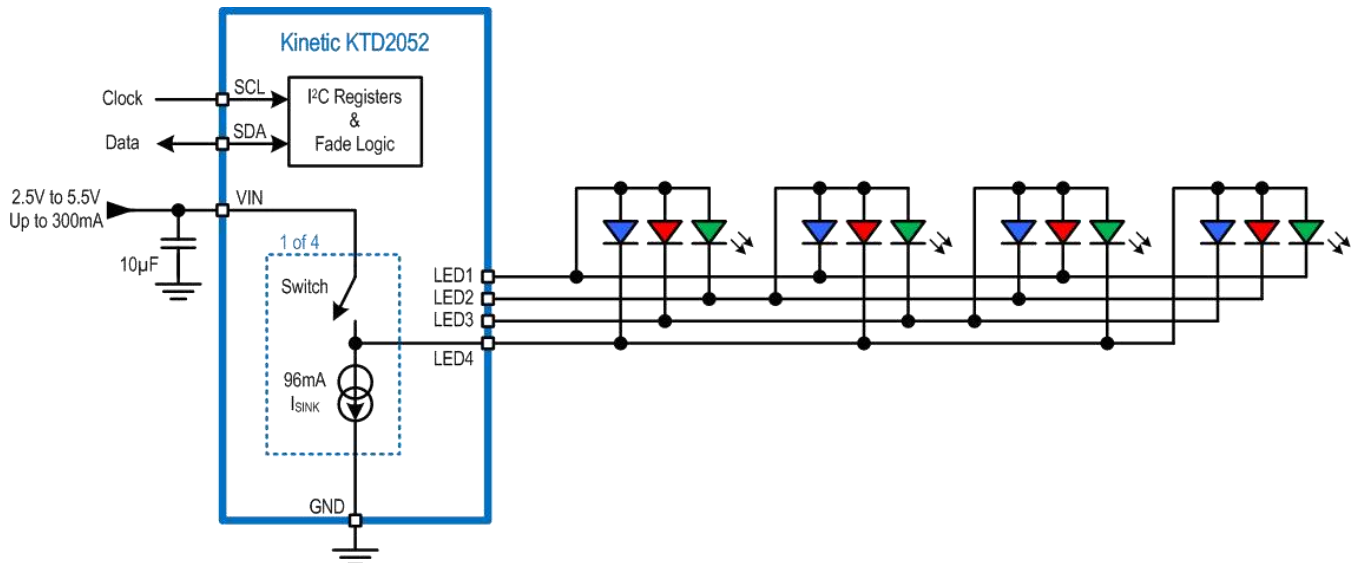 Kinetic KTD2052
Clock
SCL
I²C Registers
&
Fade Logic
Data
SDA
2.5V to 5.5V
Up to 300mA
VIN
10µF
1 of 4
Switch
96mA
I_SINK
LED1
LED2
LED3
LED4
GND